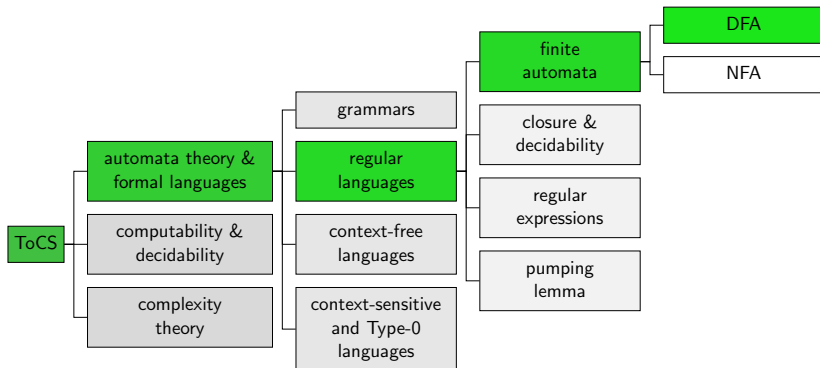 ToCS
automata theory &
formal languages
computability &
decidability
complexity
theory
grammars
regular
languages
context-free
languages
context-sensitive
and Type-0
languages
finite
automata
closure &
decidability
regular
expressions
pumping
lemma
DFA
NFA